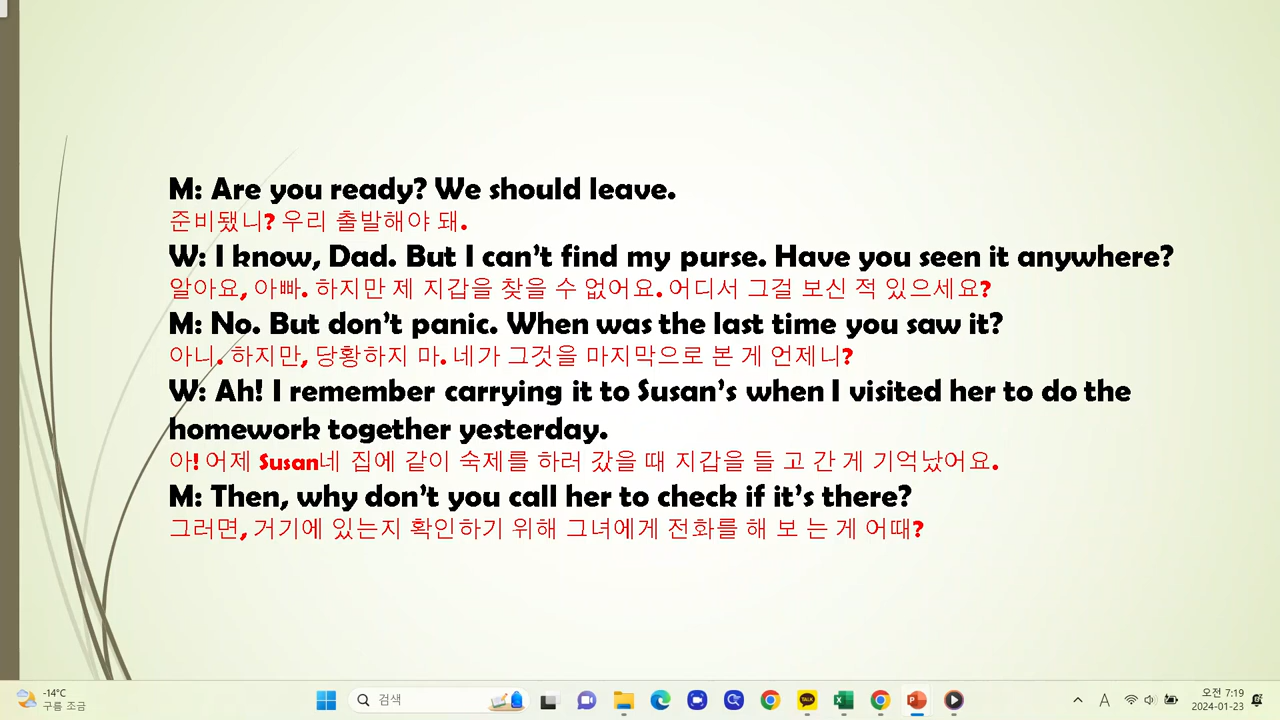 M: Are you ready? We should leave.
준비됐니? 우리 출발해야 돼.
W: I know, Dad. But I can’t find my purse. Have you seen it anywhere?
알아요, 아빠. 하지만 제 지갑을 찾을 수 없어요. 어디서 그걸 보신 적 있으세요?
M: No. But don’t panic. When was the last time you saw it?
아니. 하지만, 당황하지 마. 네가 그것을 마지막으로 본 게 언제니?
W: Ah! I remember carrying it to Susan’s when I visited her to do the
homework together yesterday.
아! 어제 Susan네 집에 같이 숙제를 하러 갔을 때 지갑을 들 고 간 게 기억났어요.
M: Then, why don’t you call her to check if it’s there?
그러면, 거기에 있는지 확인하기 위해 그녀에게 전화를 해 보 는 게 어때?
-14°C
구름 조금
검색
TALK
A
오전 7:19
2024-01-23